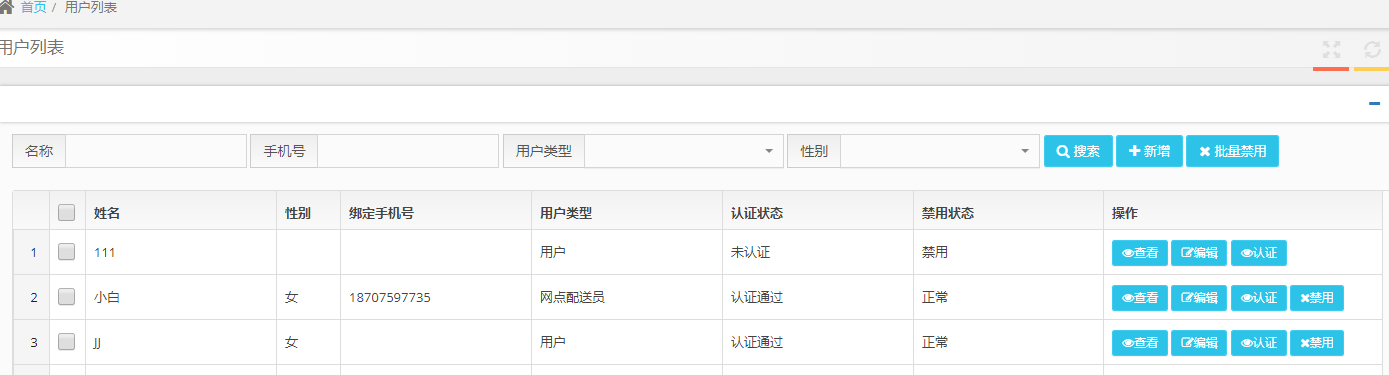 首页 / 用户列表
用户列表
名称 手机号 用户类型 性别 搜索 新增 批量禁用
姓名 性别 绑定手机号 用户类型 认证状态 禁用状态 操作
1 111 用户 未认证 禁用 查看 编辑 认证
2 小白 女 18707597735 网点配送员 认证通过 正常 查看 编辑 认证 禁用
3 jj 女 用户 认证通过 正常 查看 编辑 认证 禁用